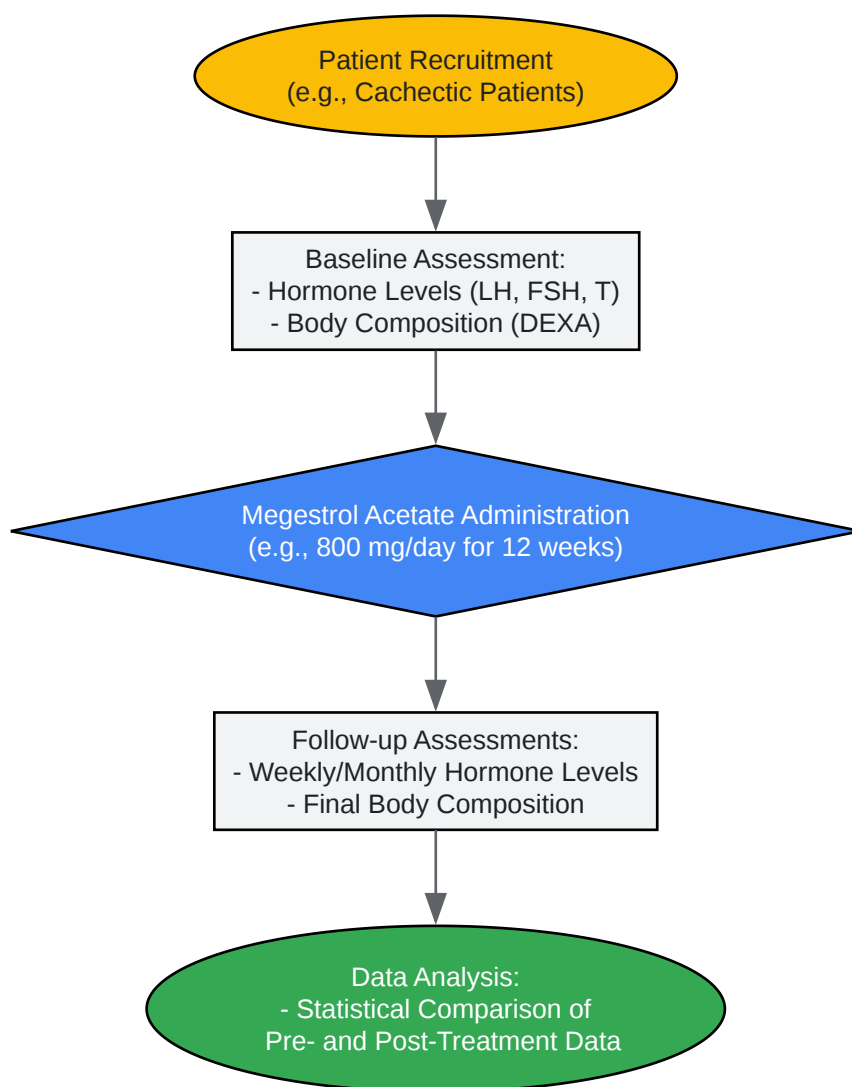 Patient Recruitment
(e.g., Cachectic Patients)
Baseline Assessment:
- Hormone Levels (LH, FSH, T)
- Body Composition (DEXA)
Megestrol Acetate Administration
(e.g., 800 mg/day for 12 weeks)
Follow-up Assessments:
- Weekly/Monthly Hormone Levels
- Final Body Composition
Data Analysis:
- Statistical Comparison of
Pre- and Post-Treatment Data